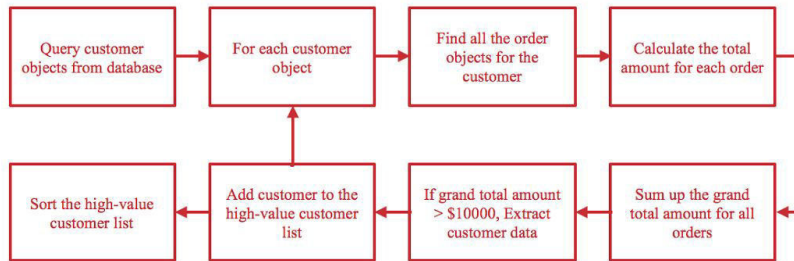 Query customer
objects from database
For each customer
object
Find all the order
objects for the
customer
Calculate the total
amount for each order
Sort the high-value
customer list
Add customer to the
high-value customer
list
If grand total amount
> $10000, Extract
customer data
Sum up the grand
total amount for all
orders